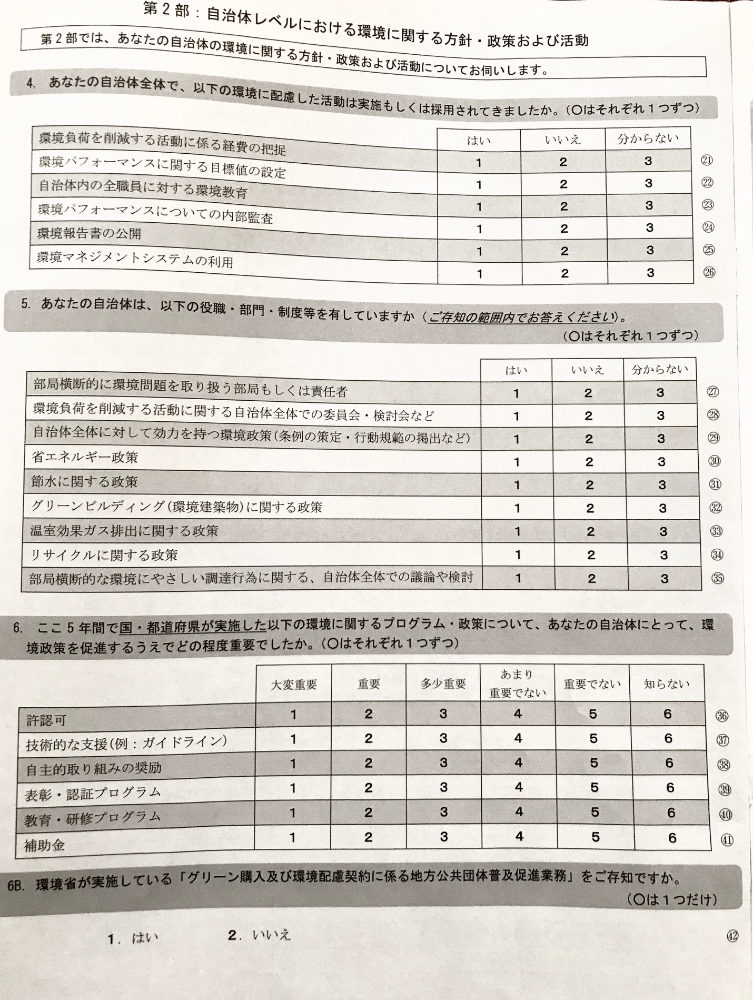 第2部：自治体レベルにおける環境に関する方針・政策および活動
第2部では、あなたの自治体の環境に関する方針・政策および活動についてお伺いします。
4. あなたの自治体全体で、以下の環境に配慮した活動は実施もしくは採用されてきましたか。（〇はそれぞれ１つずつ）
はい いいえ 分からない
環境負荷を削減する活動に係る経費の把捉 1 2 3 ㉑
環境パフォーマンスに関する目標値の設定 1 2 3 ㉒
自治体内の全職員に対する環境教育 1 2 3 ㉓
環境パフォーマンスについての内部監査 1 2 3 ㉔
環境報告書の公開 1 2 3 ㉕
環境マネジメントシステムの利用 1 2 3 ㉖
5. あなたの自治体は、以下の役職・部門・制度等を有していますか（ご存知の範囲内でお答えください）。
（〇はそれぞれ１つずつ）
はい いいえ 分からない
部局横断的に環境問題を取り扱う部局もしくは責任者 1 2 3 ㉗
環境負荷を削減する活動に関する自治体全体での委員会・検討会など 1 2 3 ㉘
自治体全体に対して効力を持つ環境政策(条例の策定・行動規範の掲出など) 1 2 3 ㉙
省エネルギー政策 1 2 3 ㉚
節水に関する政策 1 2 3 ㉛
グリーンビルディング(環境建築物)に関する政策 1 2 3 ㉜
温室効果ガス排出に関する政策 1 2 3 ㉝
リサイクルに関する政策 1 2 3 ㉞
部局横断的な環境にやさしい調達行為に関する、自治体全体での議論や検討 1 2 3 ㉟
6. ここ5年間で国・都道府県が実施した以下の環境に関するプログラム・政策について、あなたの自治体にとって、環
境政策を促進するうえでどの程度重要でしたか。（〇はそれぞれ１つずつ）
大変重要 重要 多少重要 あまり重要でない 重要でない 知らない
許認可 1 2 3 4 5 6 ㊱
技術的な支援(例：ガイドライン) 1 2 3 4 5 6 ㊲
自主的取り組みの奨励 1 2 3 4 5 6 ㊳
表彰・認証プログラム 1 2 3 4 5 6 ㊴
教育・研修プログラム 1 2 3 4 5 6 ㊵
補助金 1 2 3 4 5 6 ㊶
6B. 環境省が実施している「グリーン購入及び環境配慮契約に係る地方公共団体普及促進業務」をご存知ですか。
（〇は１つだけ）
1. はい 2. いいえ ㊷